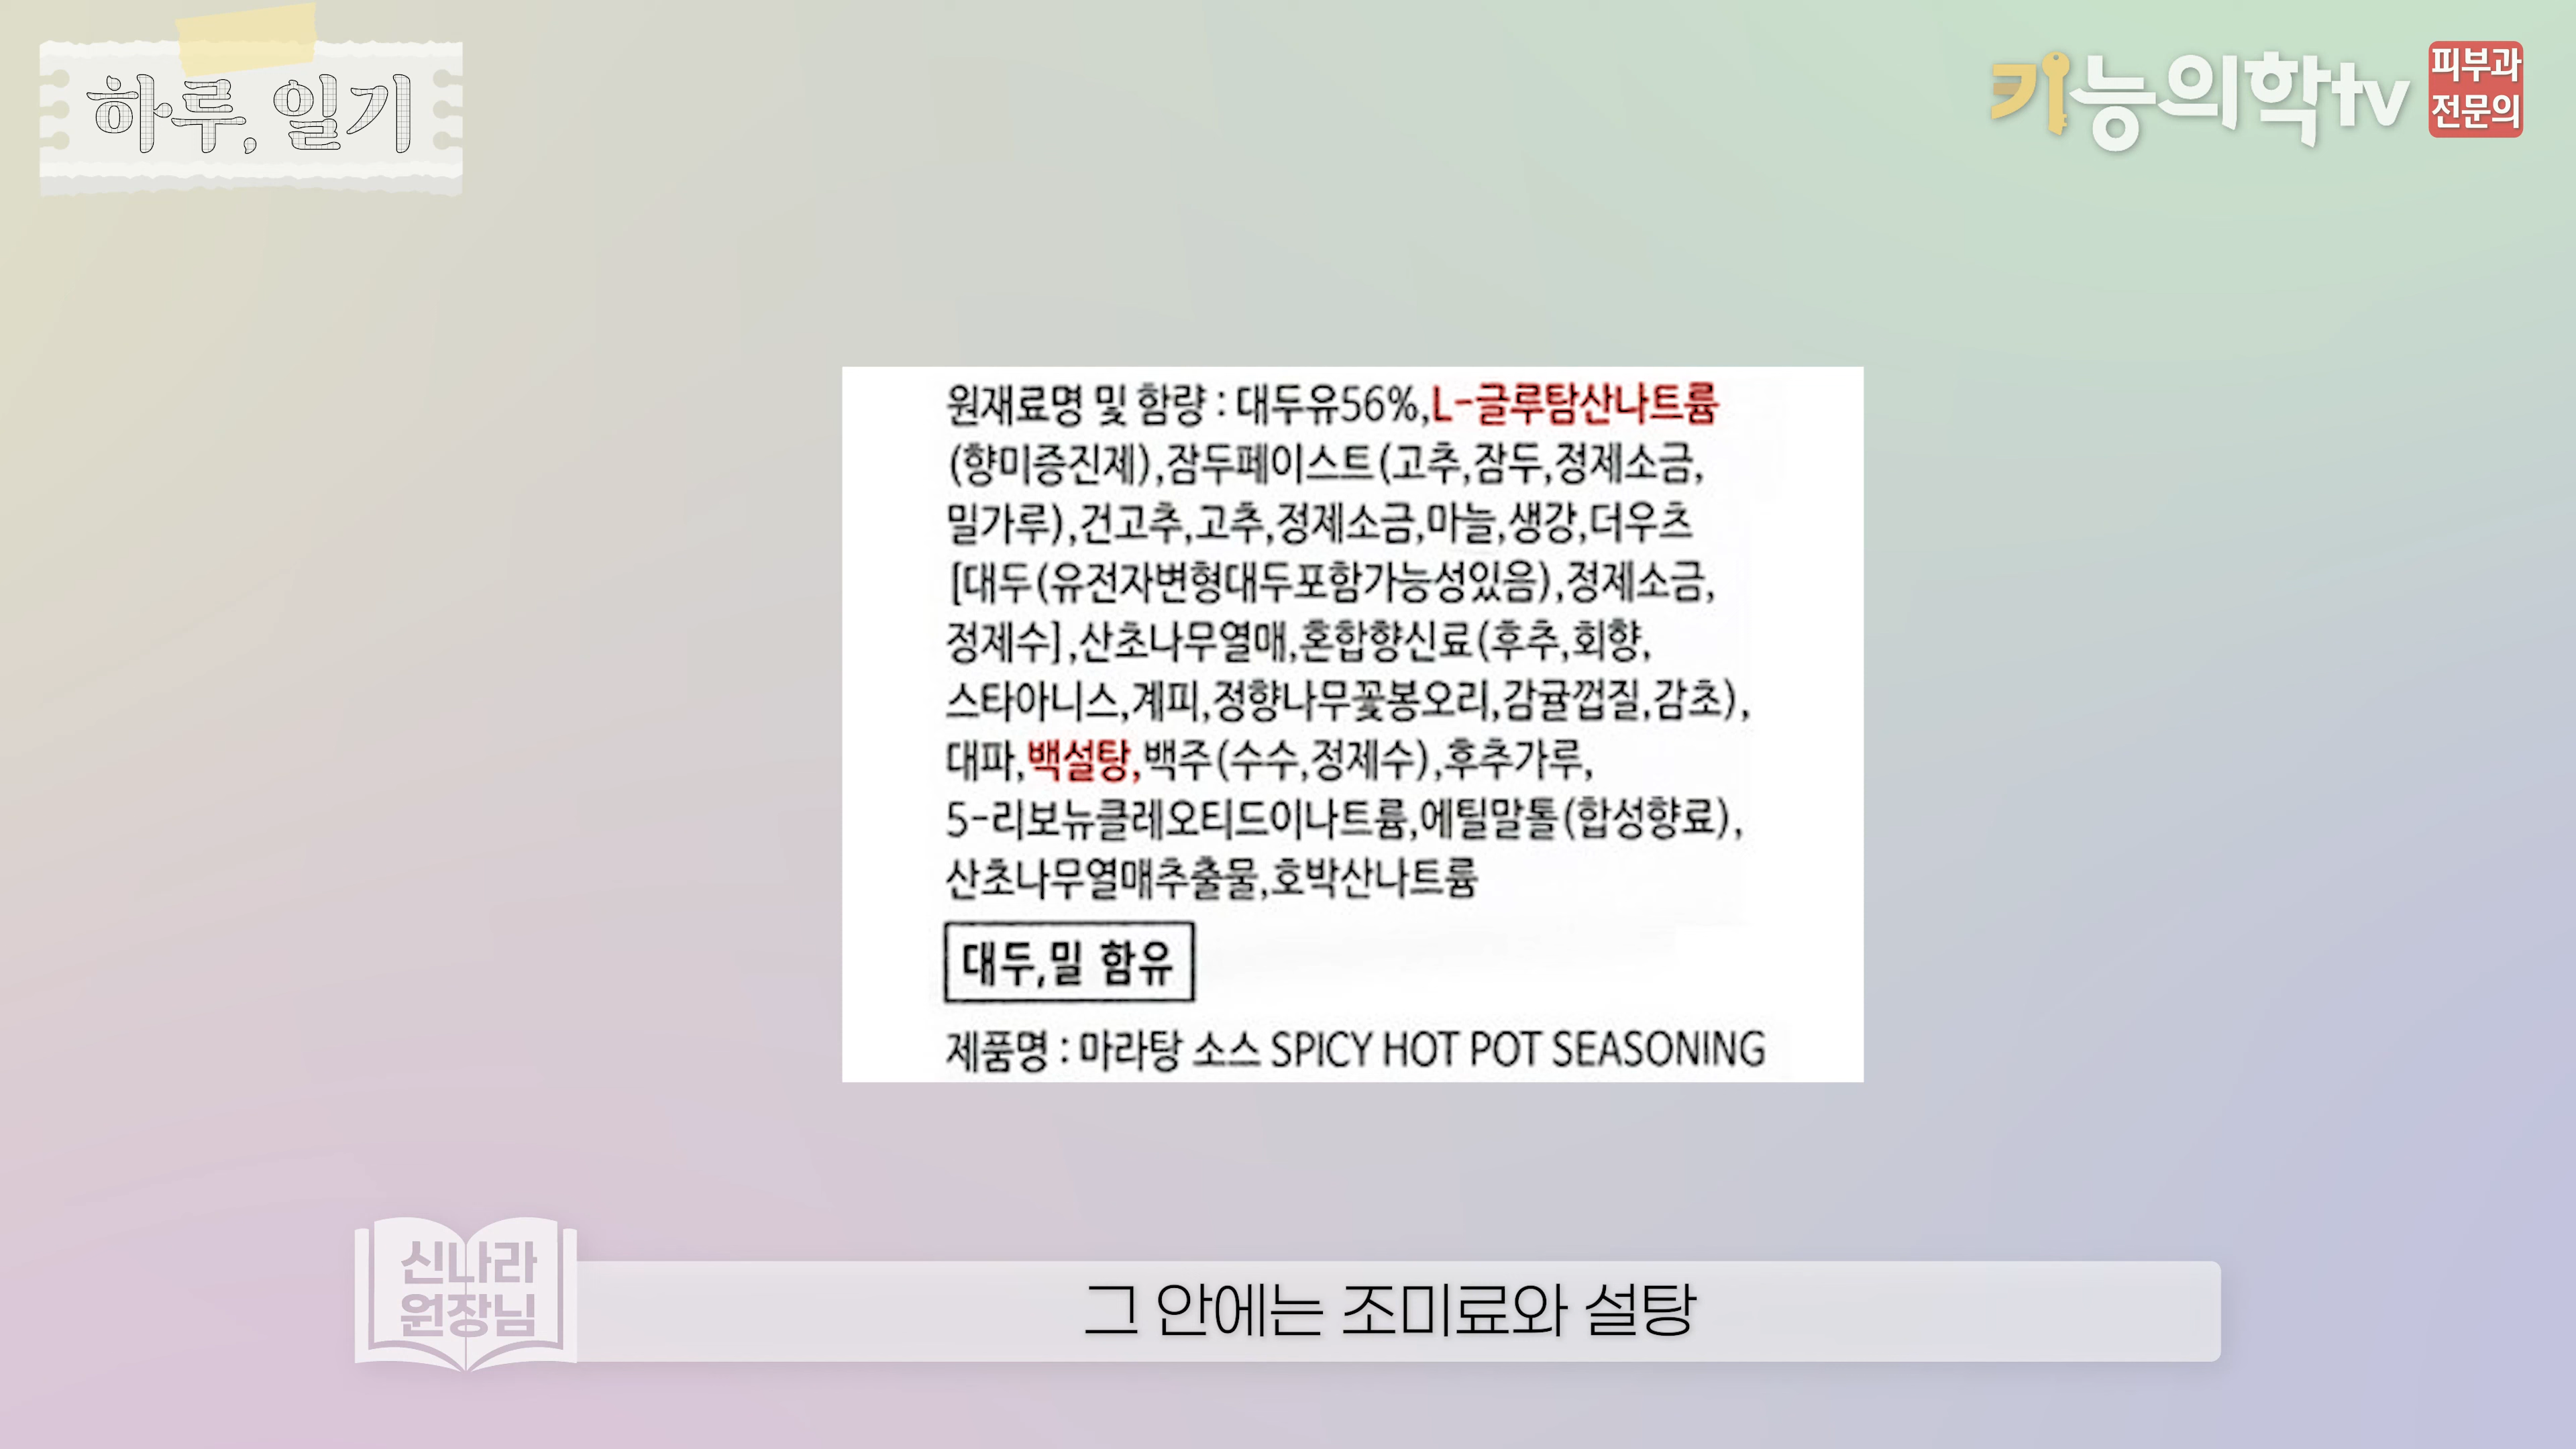 하루, 일기
키능의학tv
피부과
전문의
원재료명 및 함량 : 대두유56%,L-글루탐산나트륨
(향미증진제),잠두페이스트(고추,잠두,정제소금,
밀가루),건고추,고추,정제소금,마늘,생강,더우츠
[대두(유전자변형대두포함가능성있음),정제소금,
정제수],산초나무열매,혼합향신료(후추,회향,
스타아니스,계피,정향나무꽃봉오리,감귤껍질,감초),
대파,백설탕,백주(수수,정제수),후추가루,
5-리보뉴클레오티드이나트륨,에틸말톨(합성향료),
산초나무열매추출물,호박산나트륨
대두,밀 함유
제품명 : 마라탕 소스 SPICY HOT POT SEASONING
신나라
원장님
그 안에는 조미료와 설탕